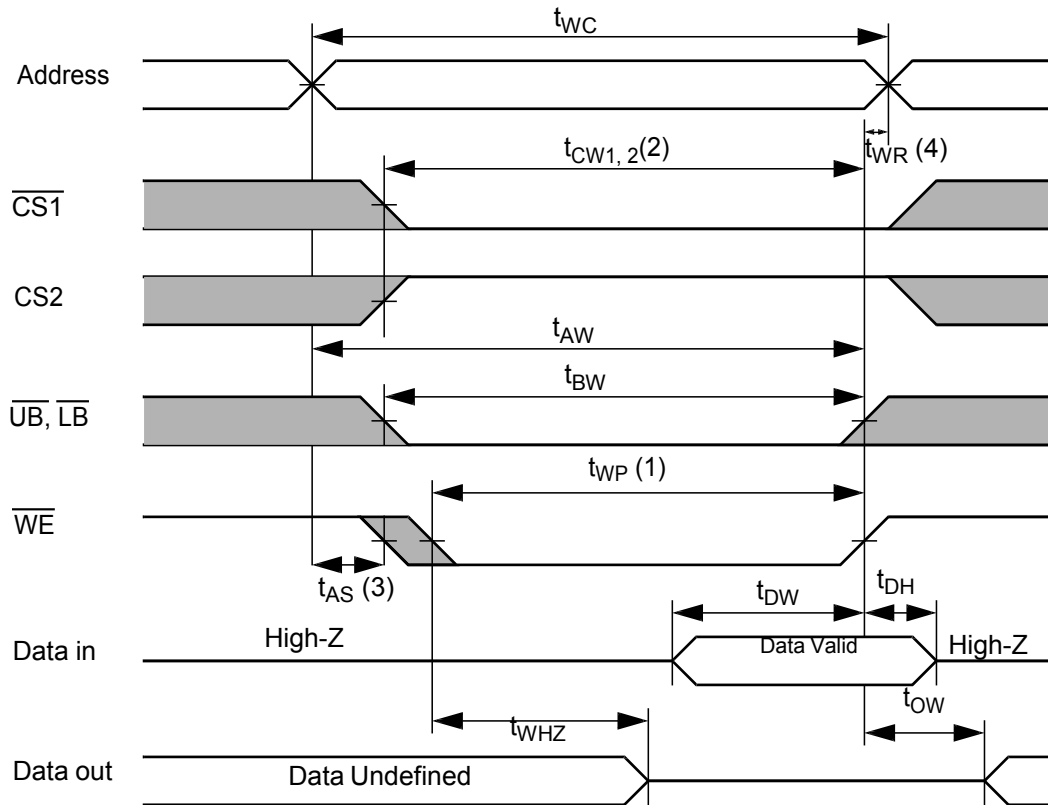 tWC
Address
tCW1, 2(2)
tWR (4)
CS1
CS2
tAW
tBW
UB, LB
tWP (1)
WE
tAS (3)
tDW
tDH
Data in
High-Z
Data Valid
High-Z
tOW
tWHZ
Data out
Data Undefined